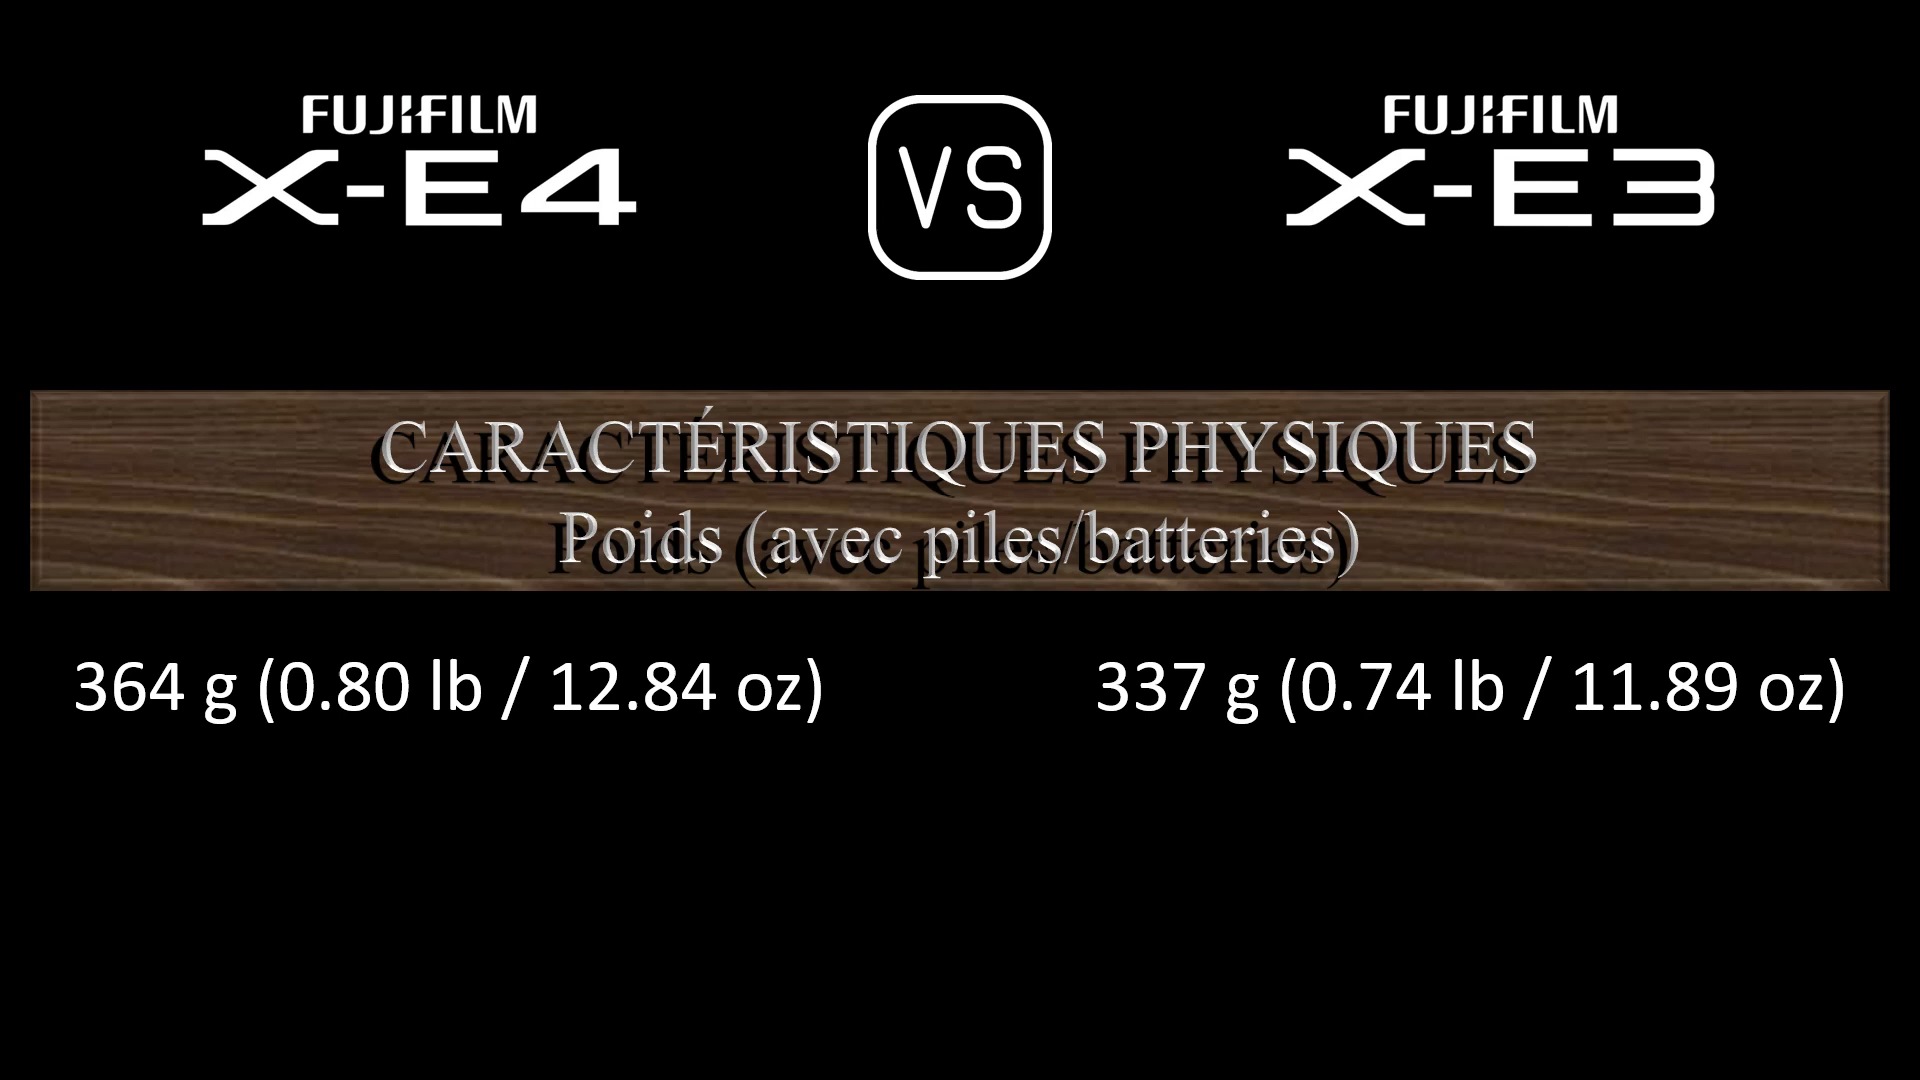 FUJIFILM
X-E4
VS
FUJIFILM
X-E3
CARACTÉRISTIQUES PHYSIQUES
Poids (avec piles/batteries)
364 g (0.80 lb / 12.84 oz)
337 g (0.74 lb / 11.89 oz)